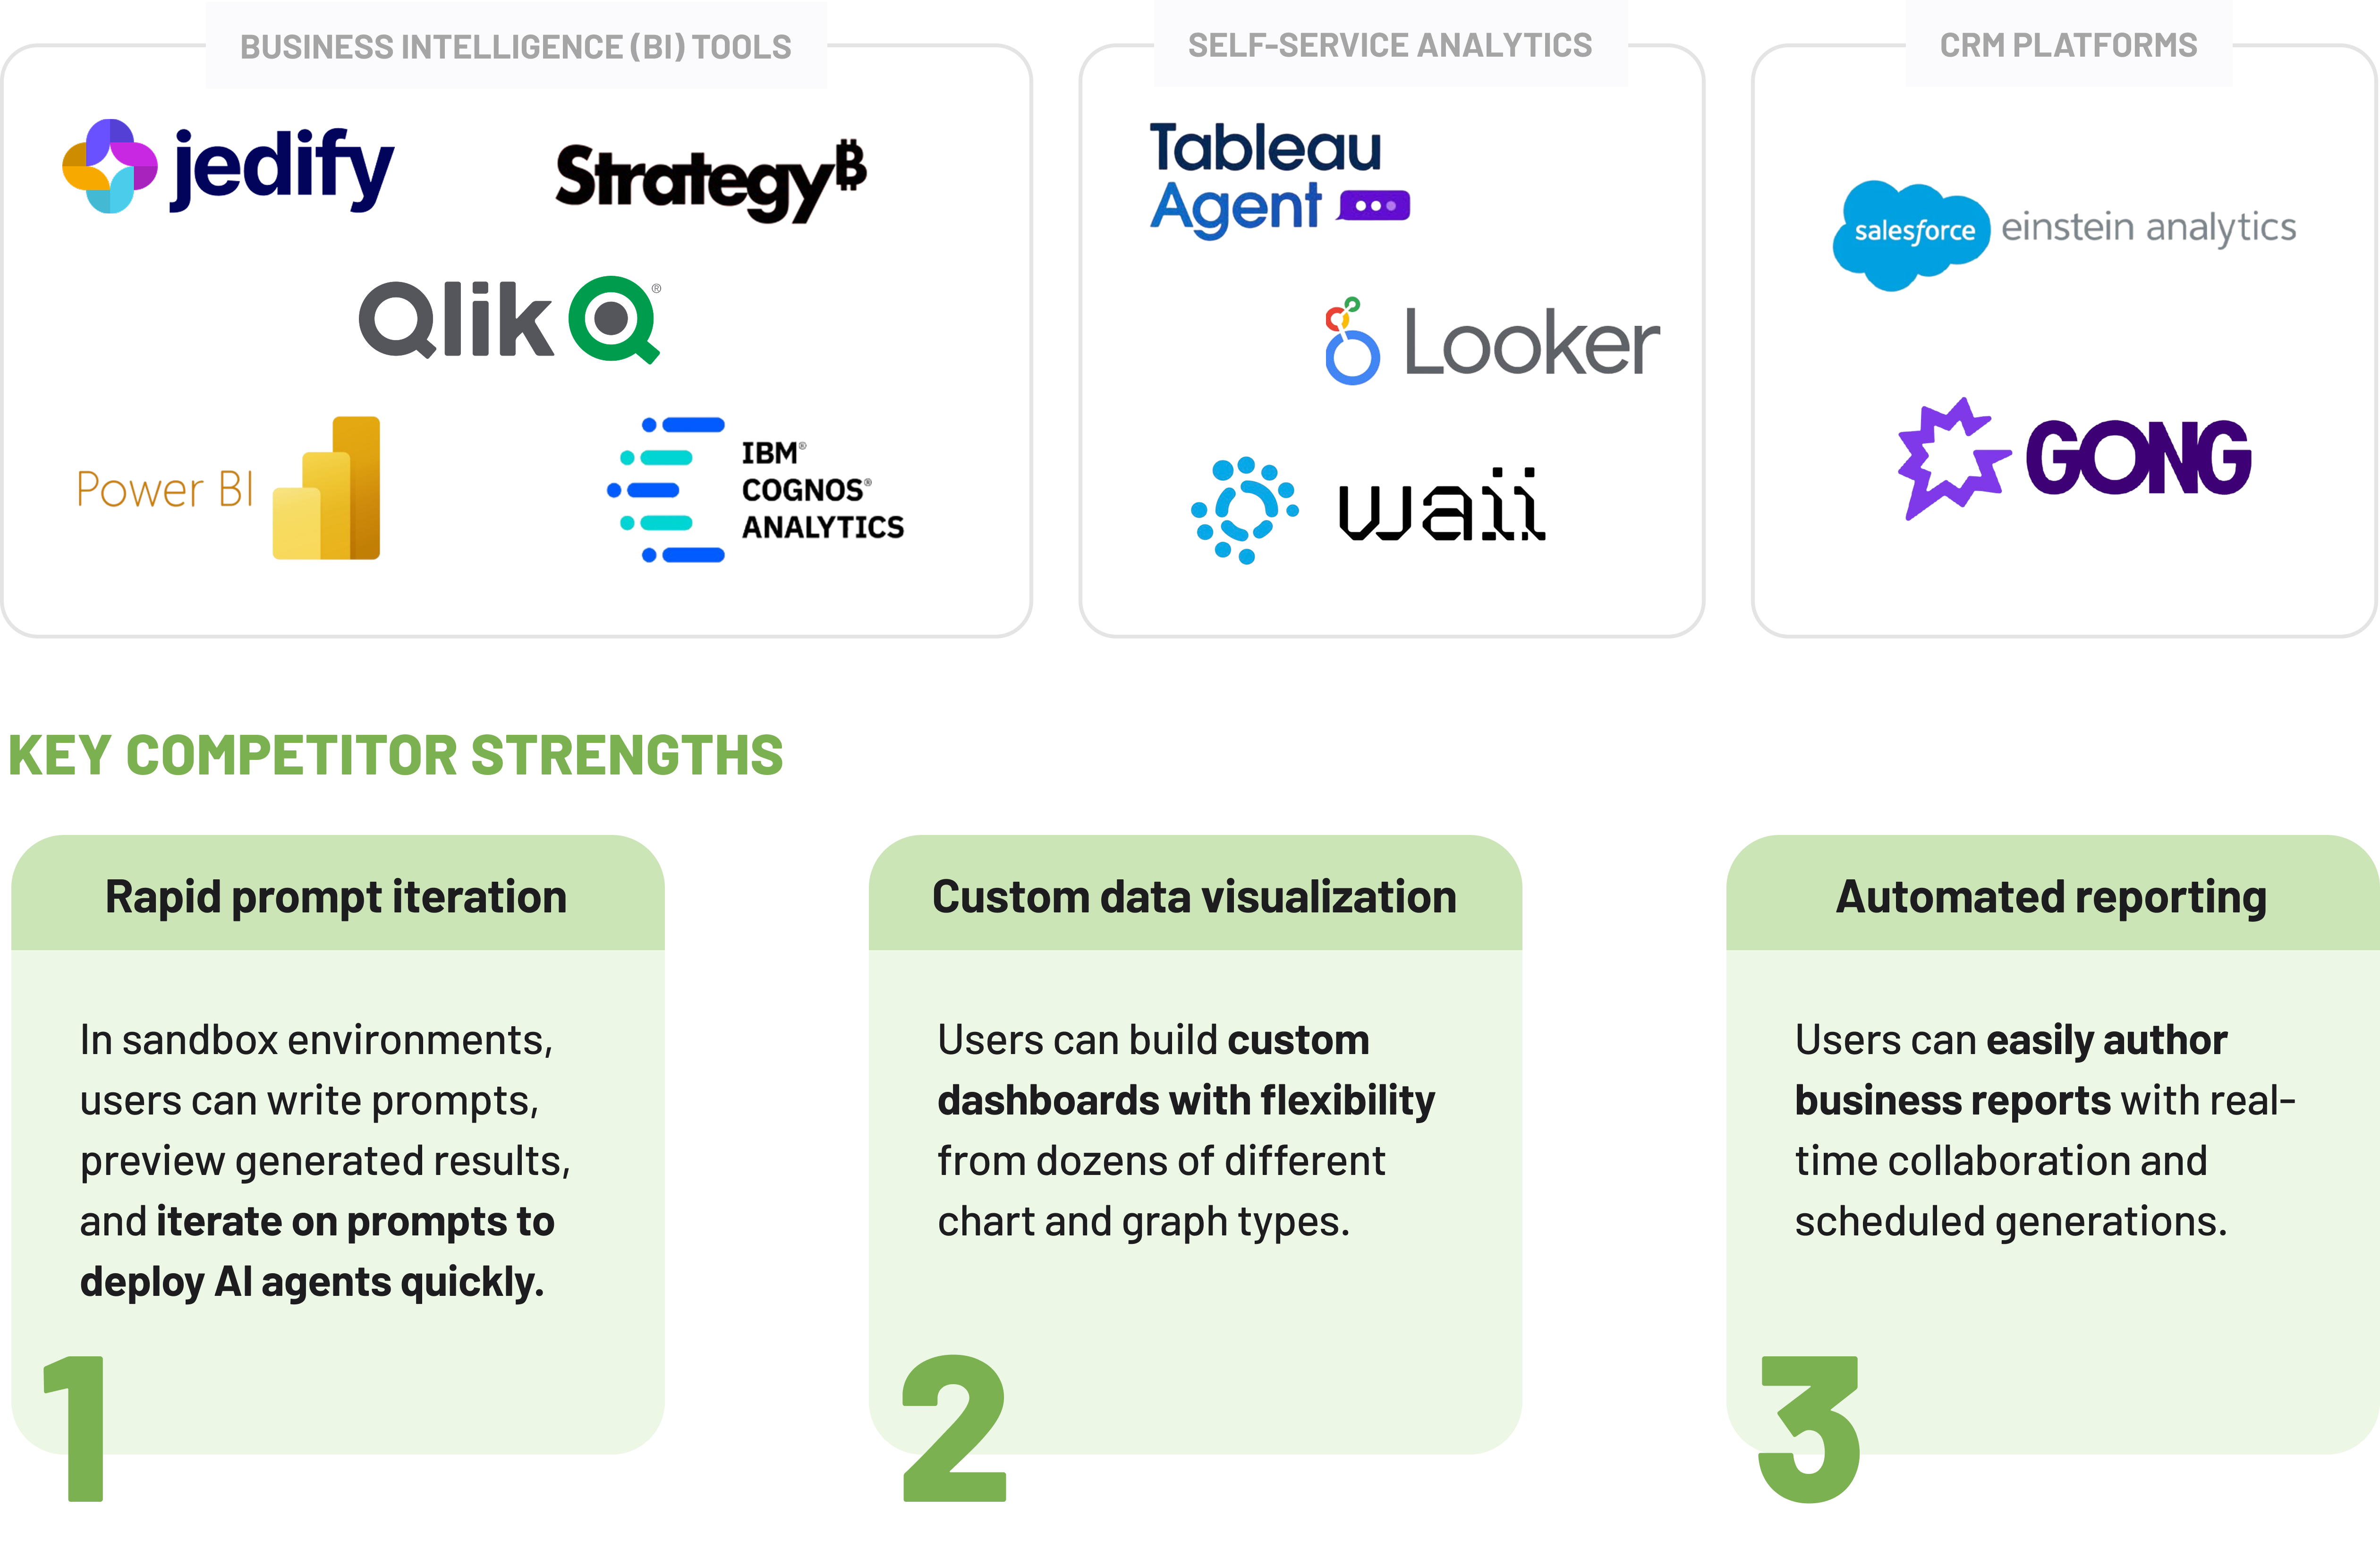 BUSINESS INTELLIGENCE (BI) TOOLS
jedify
Strategy₿
Qlik ®
Power BI
IBM®
COGNOS®
ANALYTICS
SELF-SERVICE ANALYTICS
Tableau
Agent
Looker
waii
CRM PLATFORMS
salesforce einstein analytics
GONG
KEY COMPETITOR STRENGTHS
Rapid prompt iteration
In sandbox environments,
users can write prompts,
preview generated results,
and iterate on prompts to
deploy AI agents quickly.
1
Custom data visualization
Users can build custom
dashboards with flexibility
from dozens of different
chart and graph types.
2
Automated reporting
Users can easily author
business reports with real-
time collaboration and
scheduled generations.
3